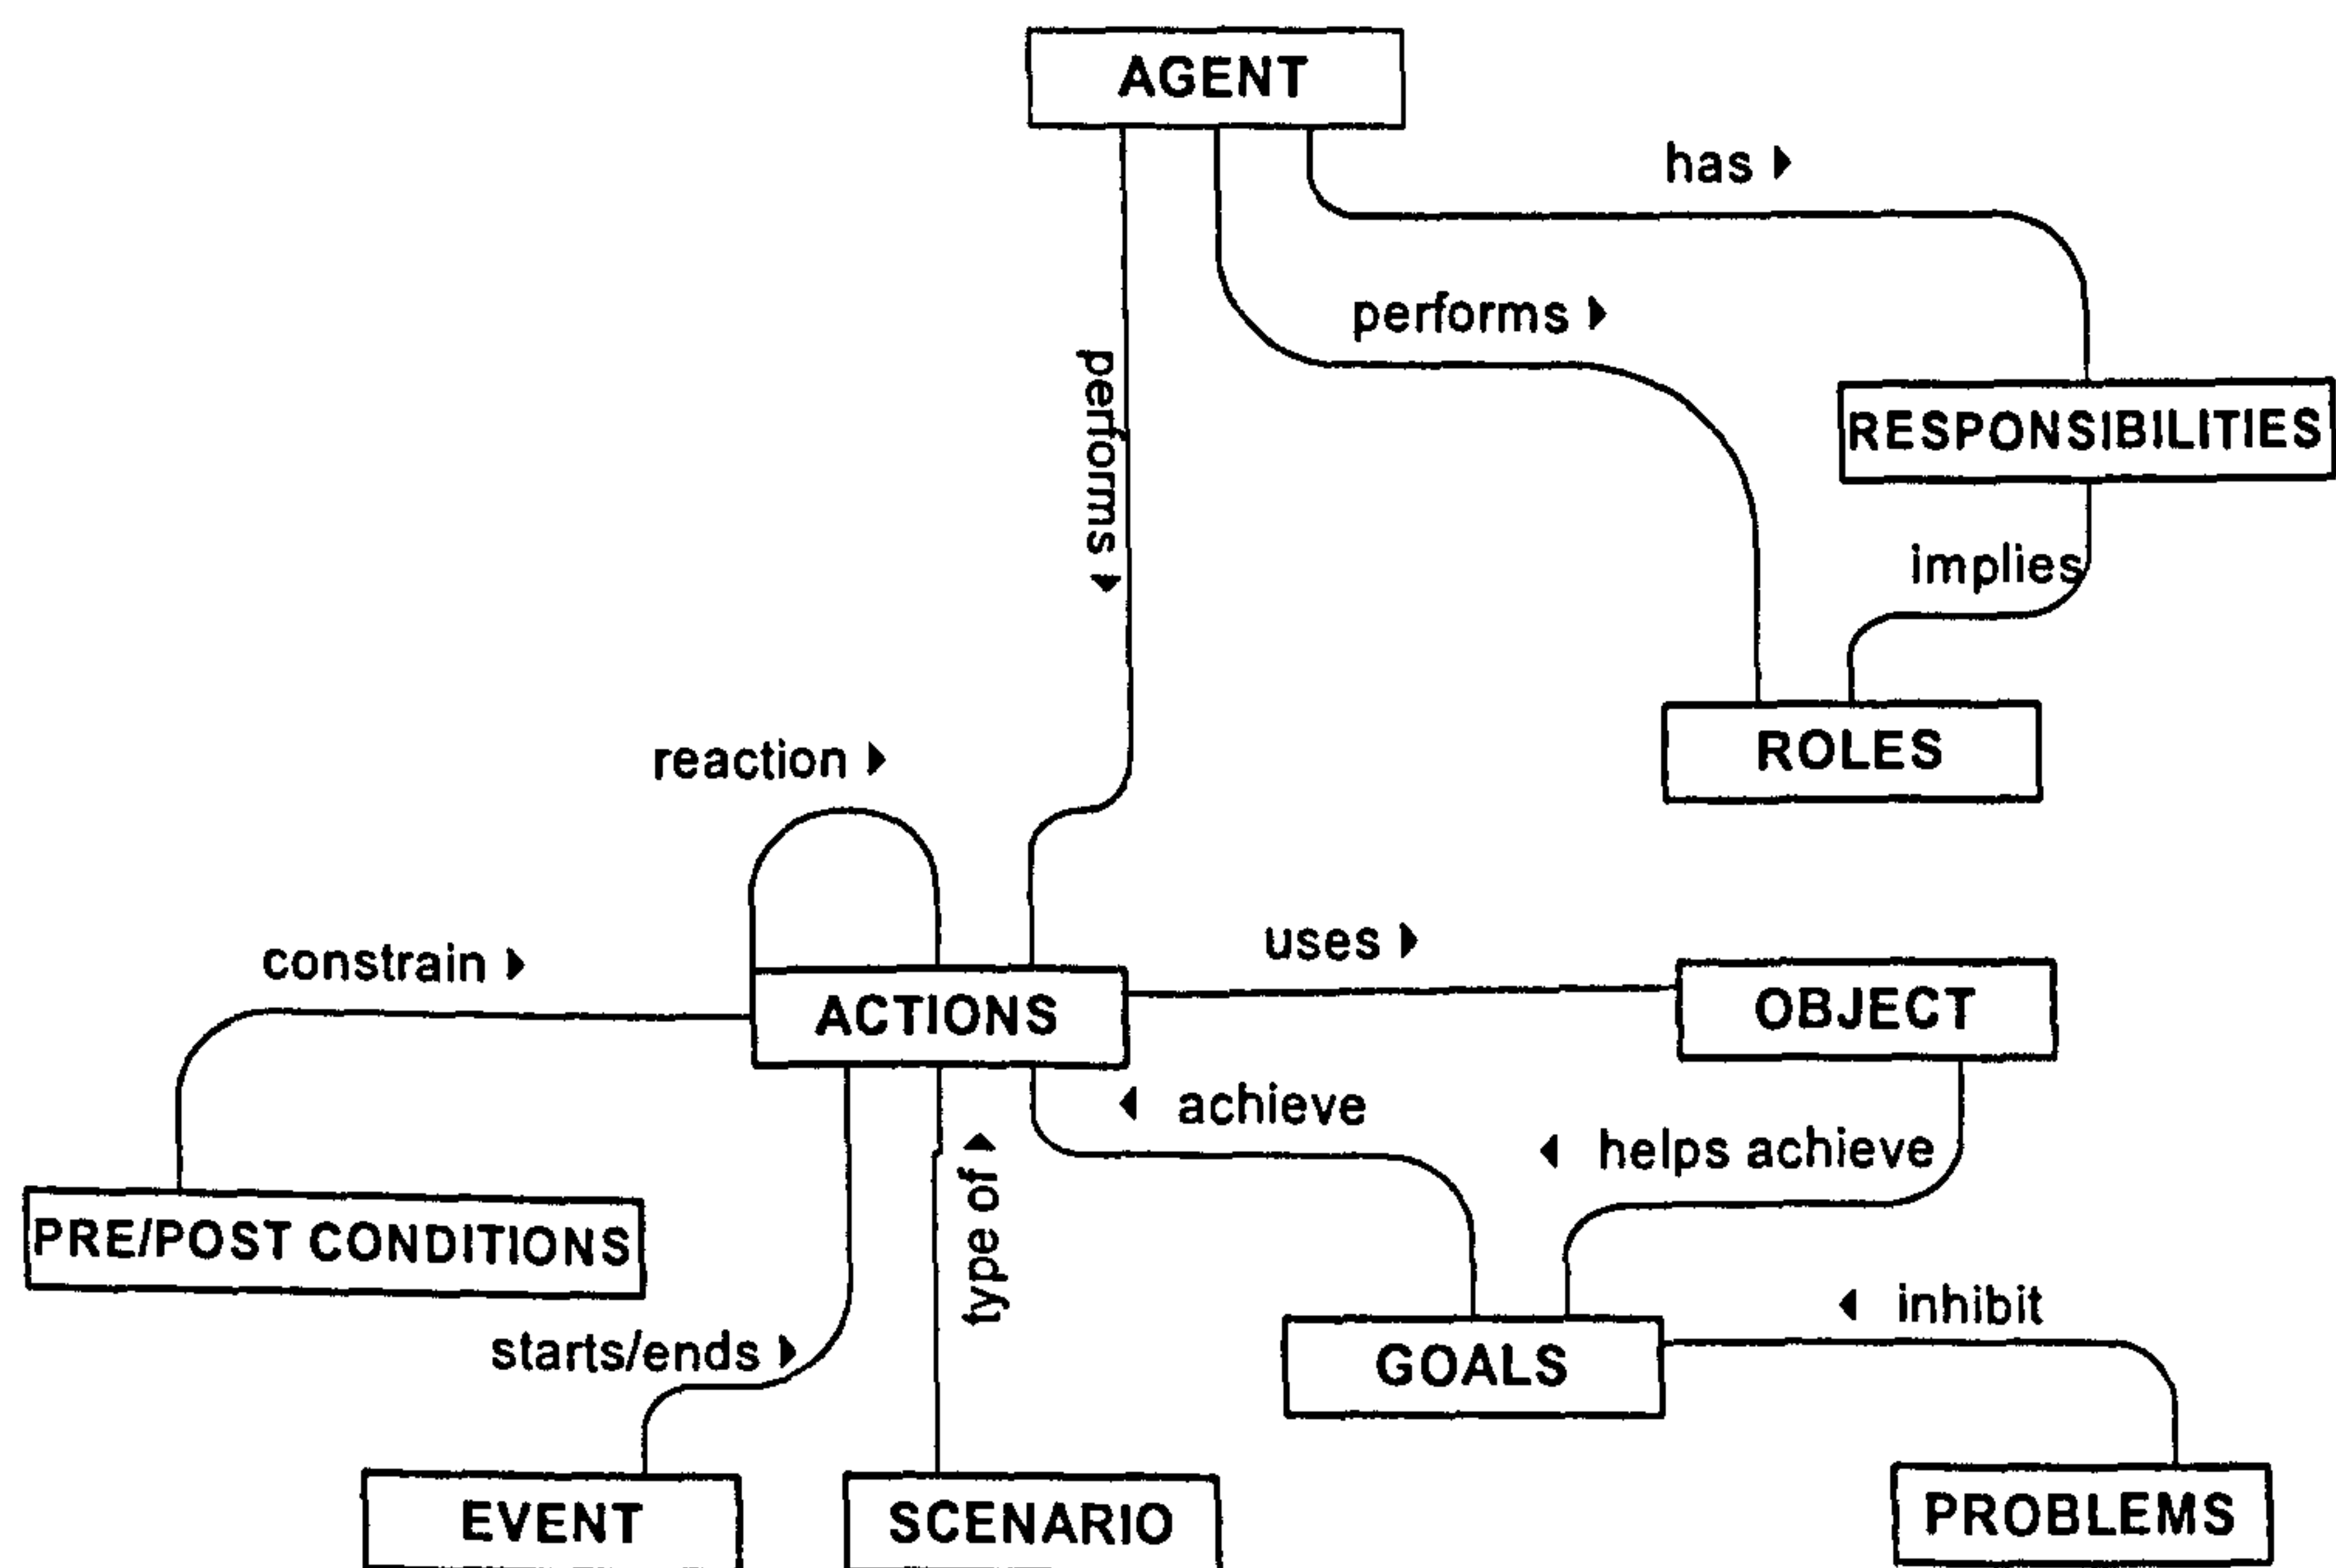 AGENT
has ▶
performs ▶
performs ▶
RESPONSIBILITIES
implies
ROLES
reaction ▶
constrain ▶
uses ▶
ACTIONS
OBJECT
◀ achieve
◀ helps achieve
type of ▶
PRE/POST CONDITIONS
◀ inhibit
starts/ends ▶
GOALS
EVENT
SCENARIO
PROBLEMS